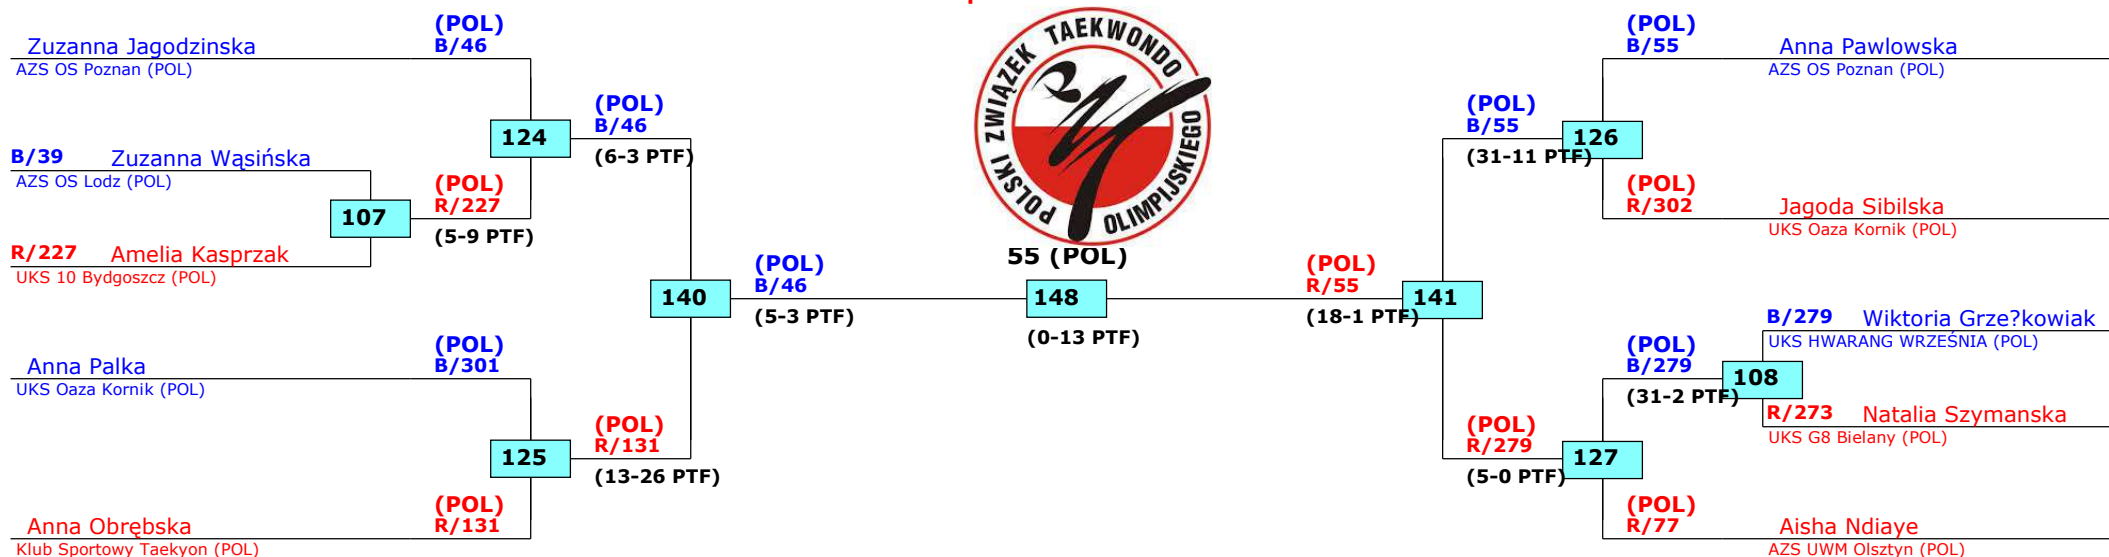 (POL)
B/46
Zuzanna Jagodzinska
AZS OS Poznan (POL)
124
(POL)
B/46
(6-3 PTF)
B/39 Zuzanna Wąsińska
AZS OS Lodz (POL)
107
(POL)
R/227
(5-9 PTF)
R/227 Amelia Kasprzak
UKS 10 Bydgoszcz (POL)
140
(POL)
B/46
(5-3 PTF)
(POL)
B/301
Anna Palka
UKS Oaza Kornik (POL)
125
(POL)
R/131
(13-26 PTF)
(POL)
R/131
Anna Obrębska
Klub Sportowy Taekyon (POL)
POLSKI ZWIĄZEK TAEKWONDO
OLIMPIJSKIEGO
55 (POL)
148
(0-13 PTF)
(POL)
R/55
(18-1 PTF)
141
(POL)
B/55
(31-11 PTF)
126
(POL)
B/55
Anna Pawlowska
AZS OS Poznan (POL)
(POL)
R/302
Jagoda Sibilska
UKS Oaza Kornik (POL)
B/279 Wiktoria Grze?kowiak
UKS HWARANG WRZEŚNIA (POL)
(POL)
B/279
(31-2 PTF)
108
R/273 Natalia Szymanska
UKS G8 Bielany (POL)
(POL)
R/279
(5-0 PTF)
127
(POL)
R/77
Aisha Ndiaye
AZS UWM Olsztyn (POL)